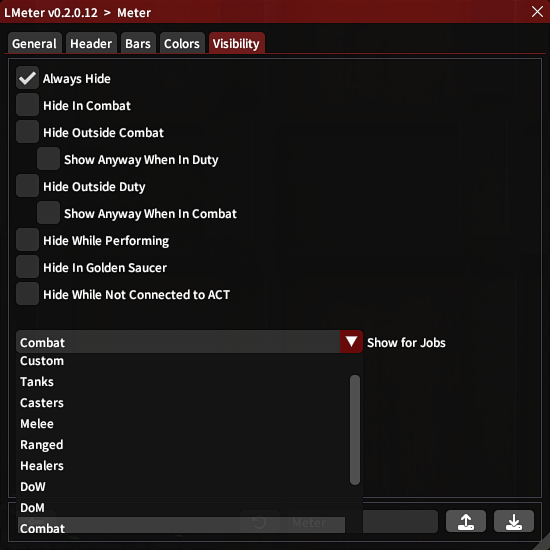 LMeter v0.2.0.12 > Meter
General Header Bars Colors Visibility
Always Hide
Hide In Combat
Hide Outside Combat
Show Anyway When In Duty
Hide Outside Duty
Show Anyway When In Combat
Hide While Performing
Hide In Golden Saucer
Hide While Not Connected to ACT
Combat Show for Jobs
Custom
Tanks
Casters
Melee
Ranged
Healers
DoW
DoM
Combat
Meter